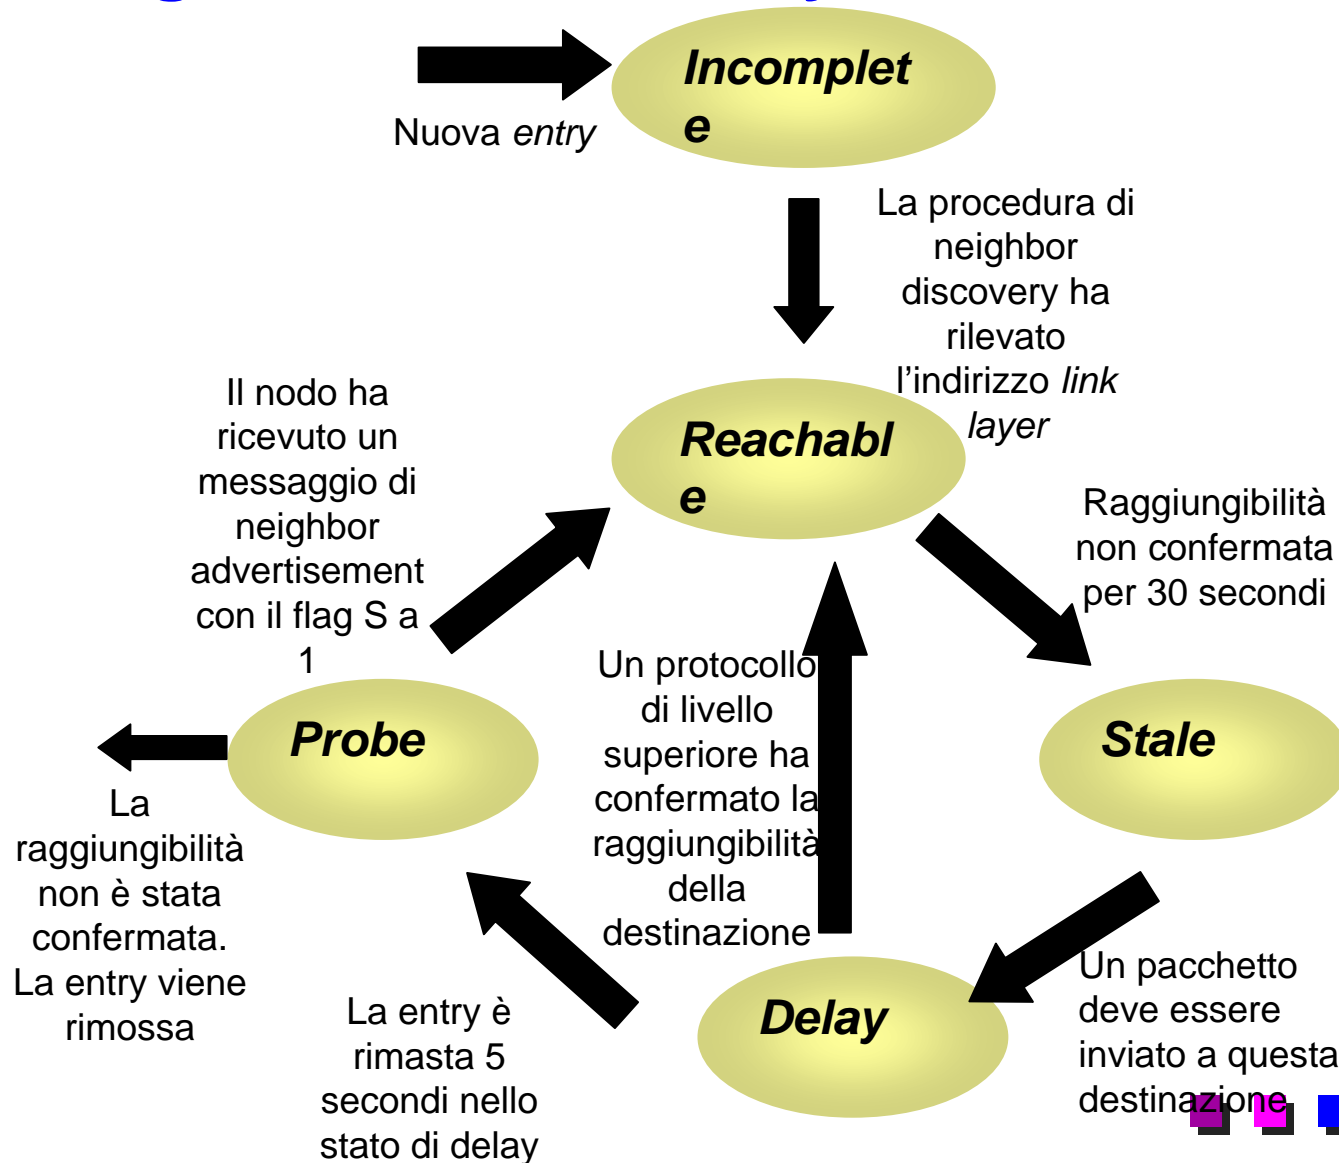 Incomplet
e
Nuova entry
La procedura di
neighbor
discovery ha
rilevato
l'indirizzo link
layer
Reachabl
e
Il nodo ha
ricevuto un
messaggio di
neighbor
advertisement
con il flag S a
1
Raggiungibilità
non confermata
per 30 secondi
Un protocollo
di livello
superiore ha
confermato la
raggiungibilità
della
destinazione
Probe
Stale
La
raggiungibilità
non è stata
confermata.
La entry viene
rimossa
La entry è
rimasta 5
secondi nello
stato di delay
Delay
Un pacchetto
deve essere
inviato a questa
destinazione